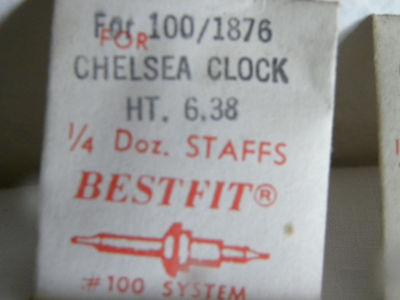 For 100/1876
FOR
CHELSEA CLOCK
HT. 6.38
1/4 Doz. STAFFS
BESTFIT®
#100 SYSTEM